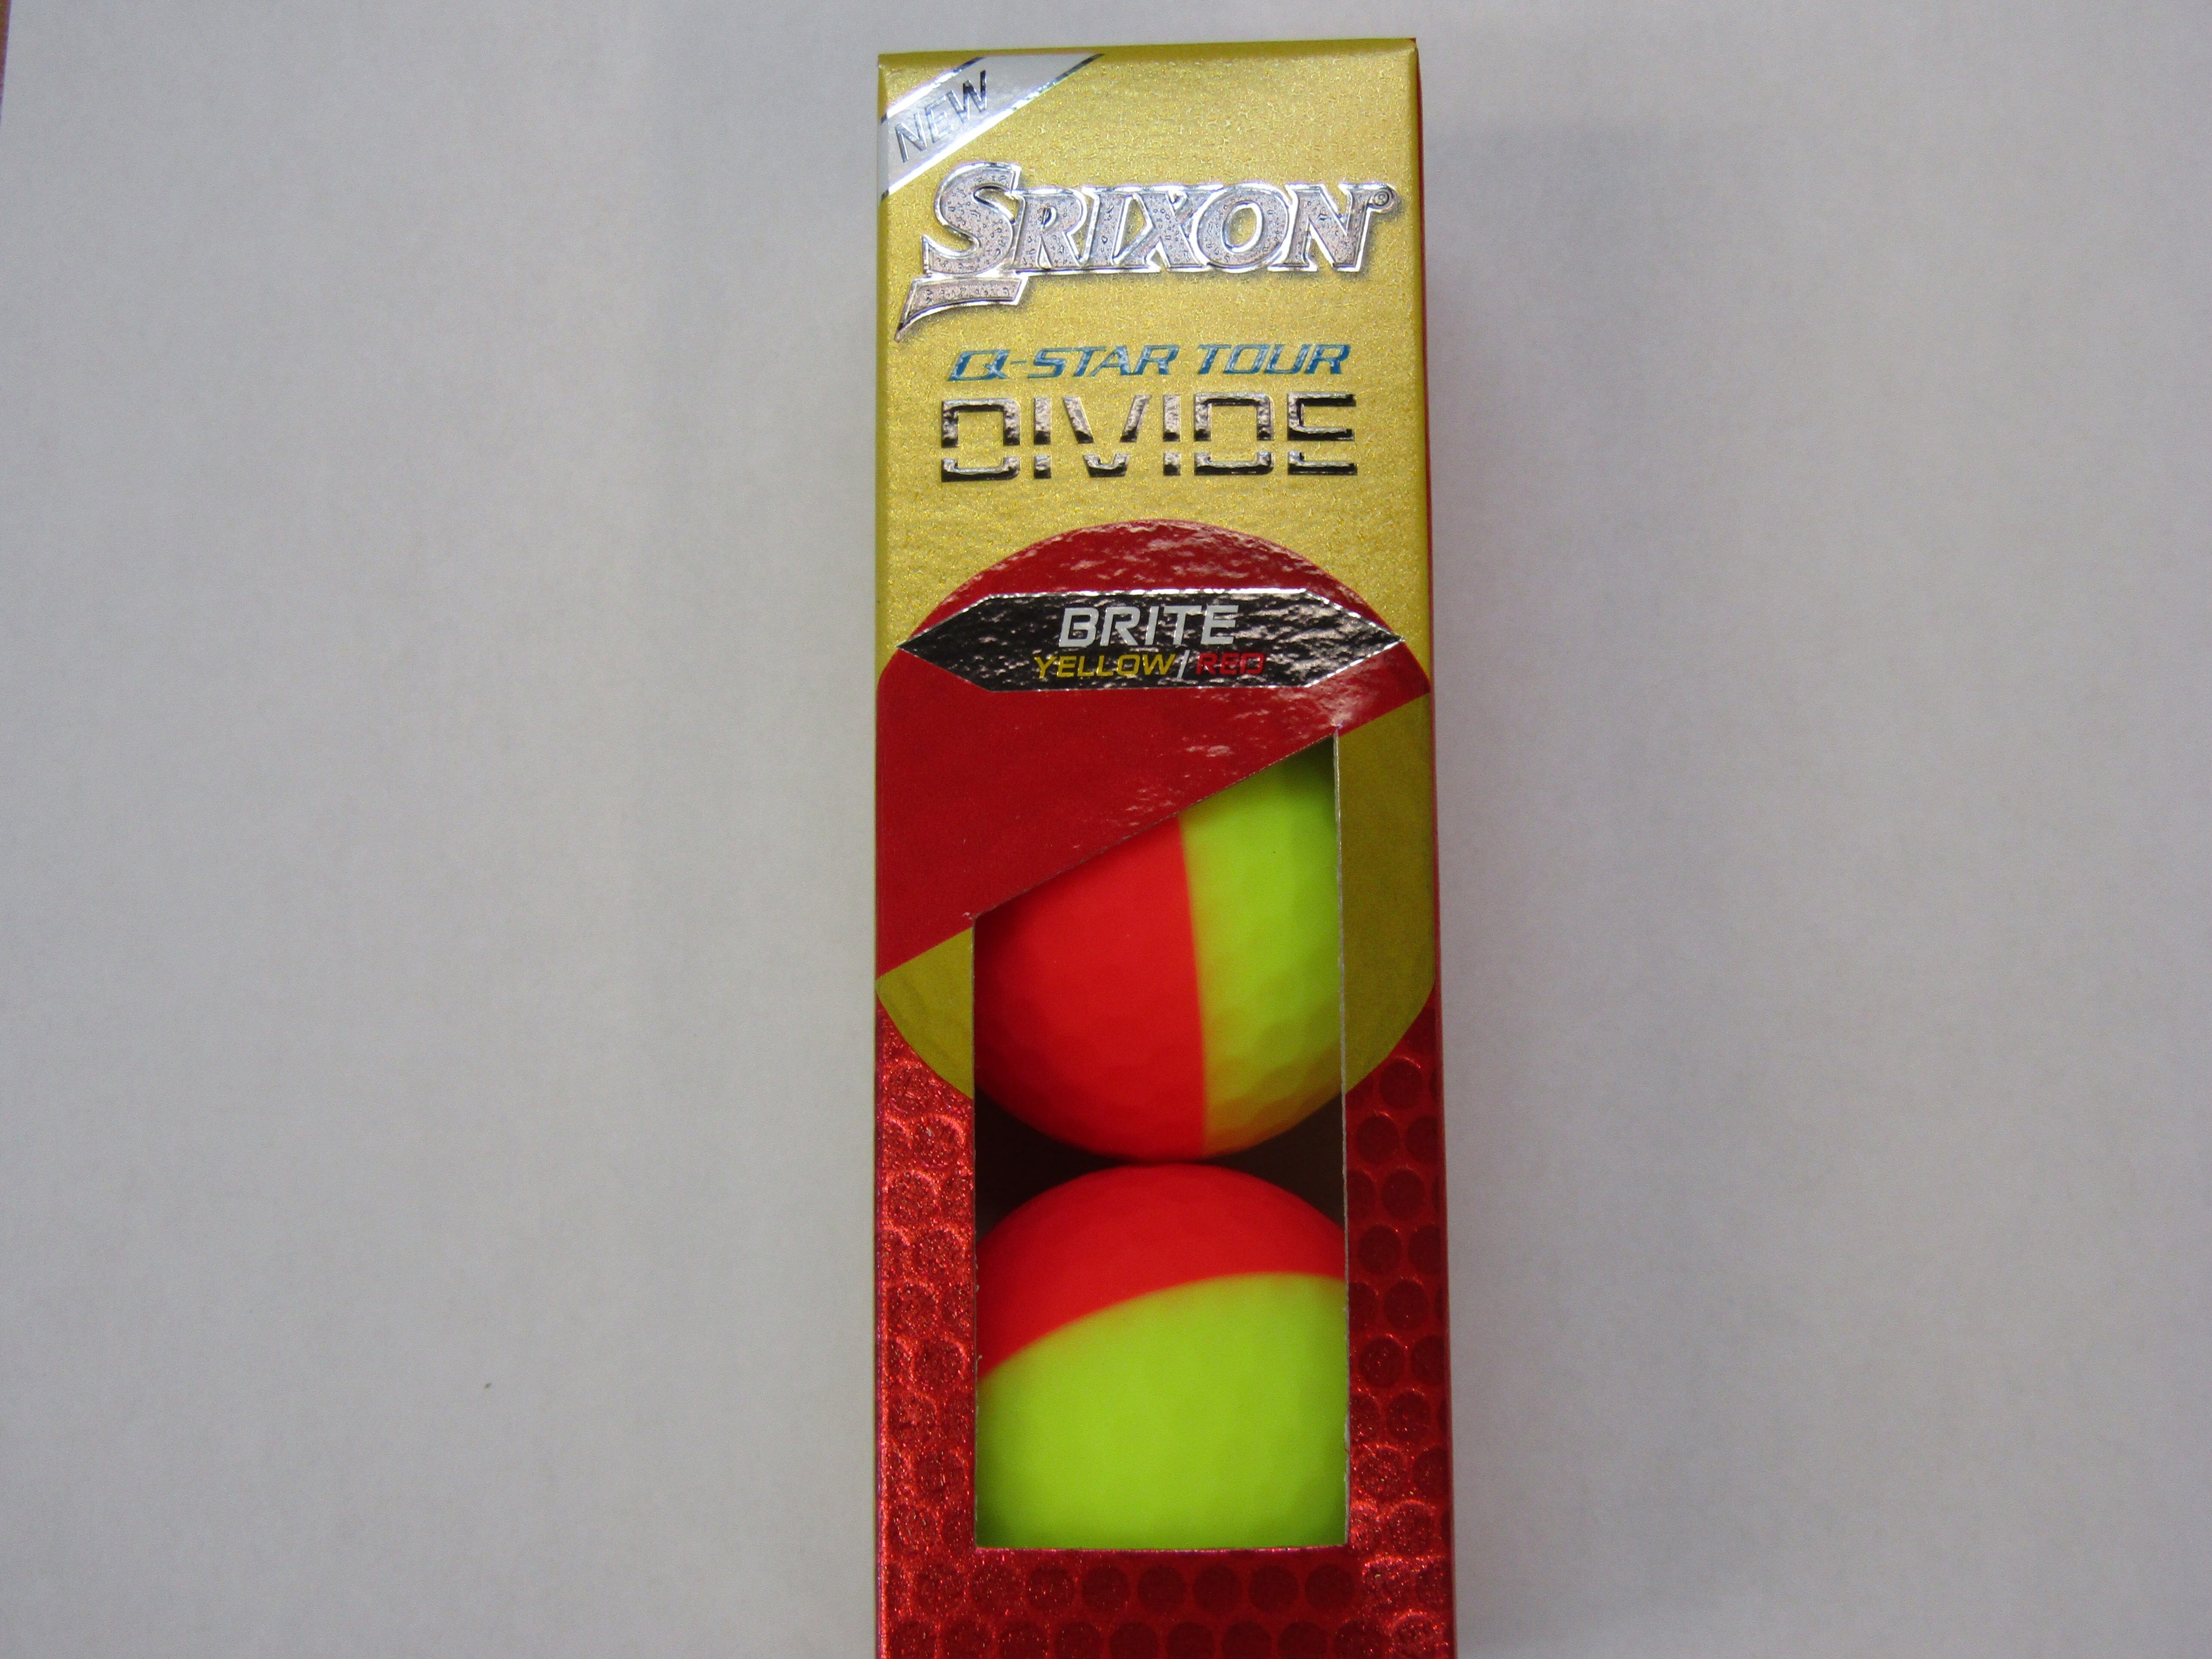 NEW
SRIXON®
Q-STAR TOUR
DIVIDE
BRITE
YELLOW | RED